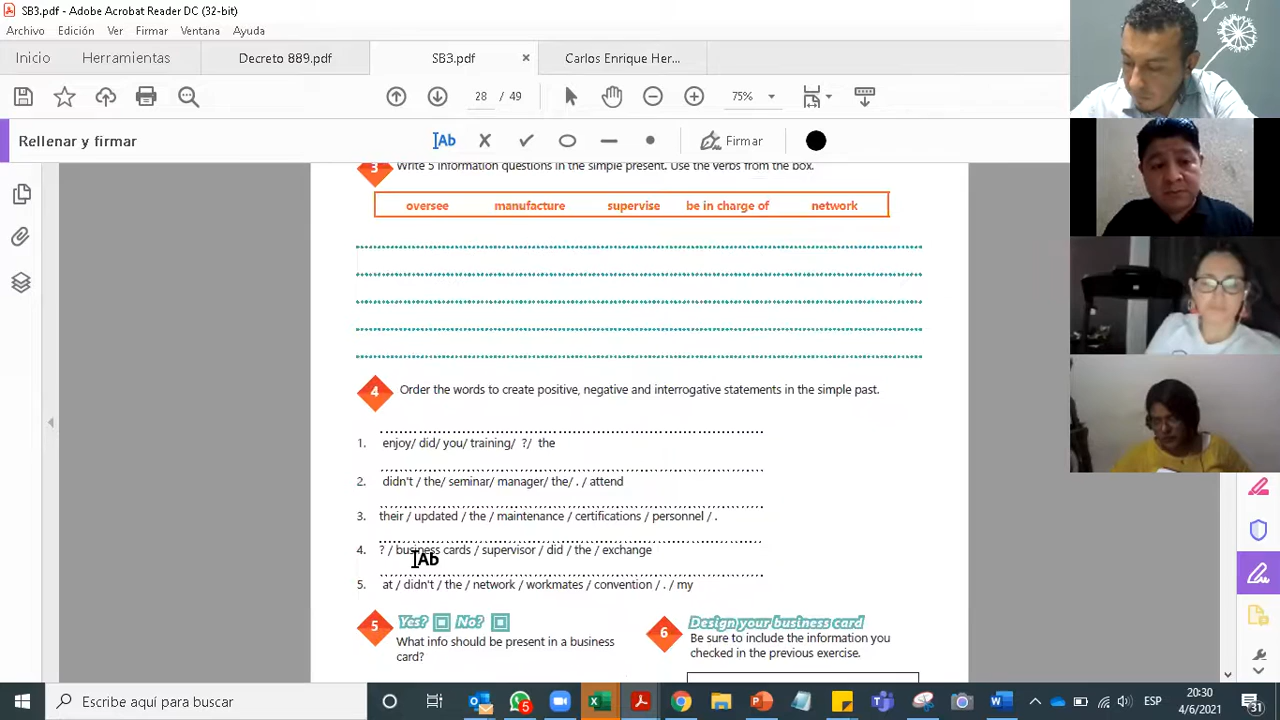 SB3.pdf - Adobe Acrobat Reader DC (32-bit)
Archivo Edición Ver Firmar Ventana Ayuda
Inicio Herramientas Decreto 889.pdf SB3.pdf × Carlos Enrique Her...
28 / 49 75%
Rellenar y firmar Ab Firmar
3 Write 5 information questions in the simple present. Use the verbs from the box.
oversee manufacture supervise be in charge of network
4 Order the words to create positive, negative and interrogative statements in the simple past.
1. enjoy/ did/ you/ training/ ?/ the
2. didn't / the/ seminar/ manager/ the/ . / attend
3. their / updated / the / maintenance / certifications / personnel / .
4. ? / business cards / supervisor / did / the / exchange
Ab
5. at / didn't / the / network / workmates / convention / . / my
5 Yes? No?
What info should be present in a business
card?
6 Design your business card
Be sure to include the information you
checked in the previous exercise.
Escribe aquí para buscar
5
ESP
20:30
4/6/2021
31